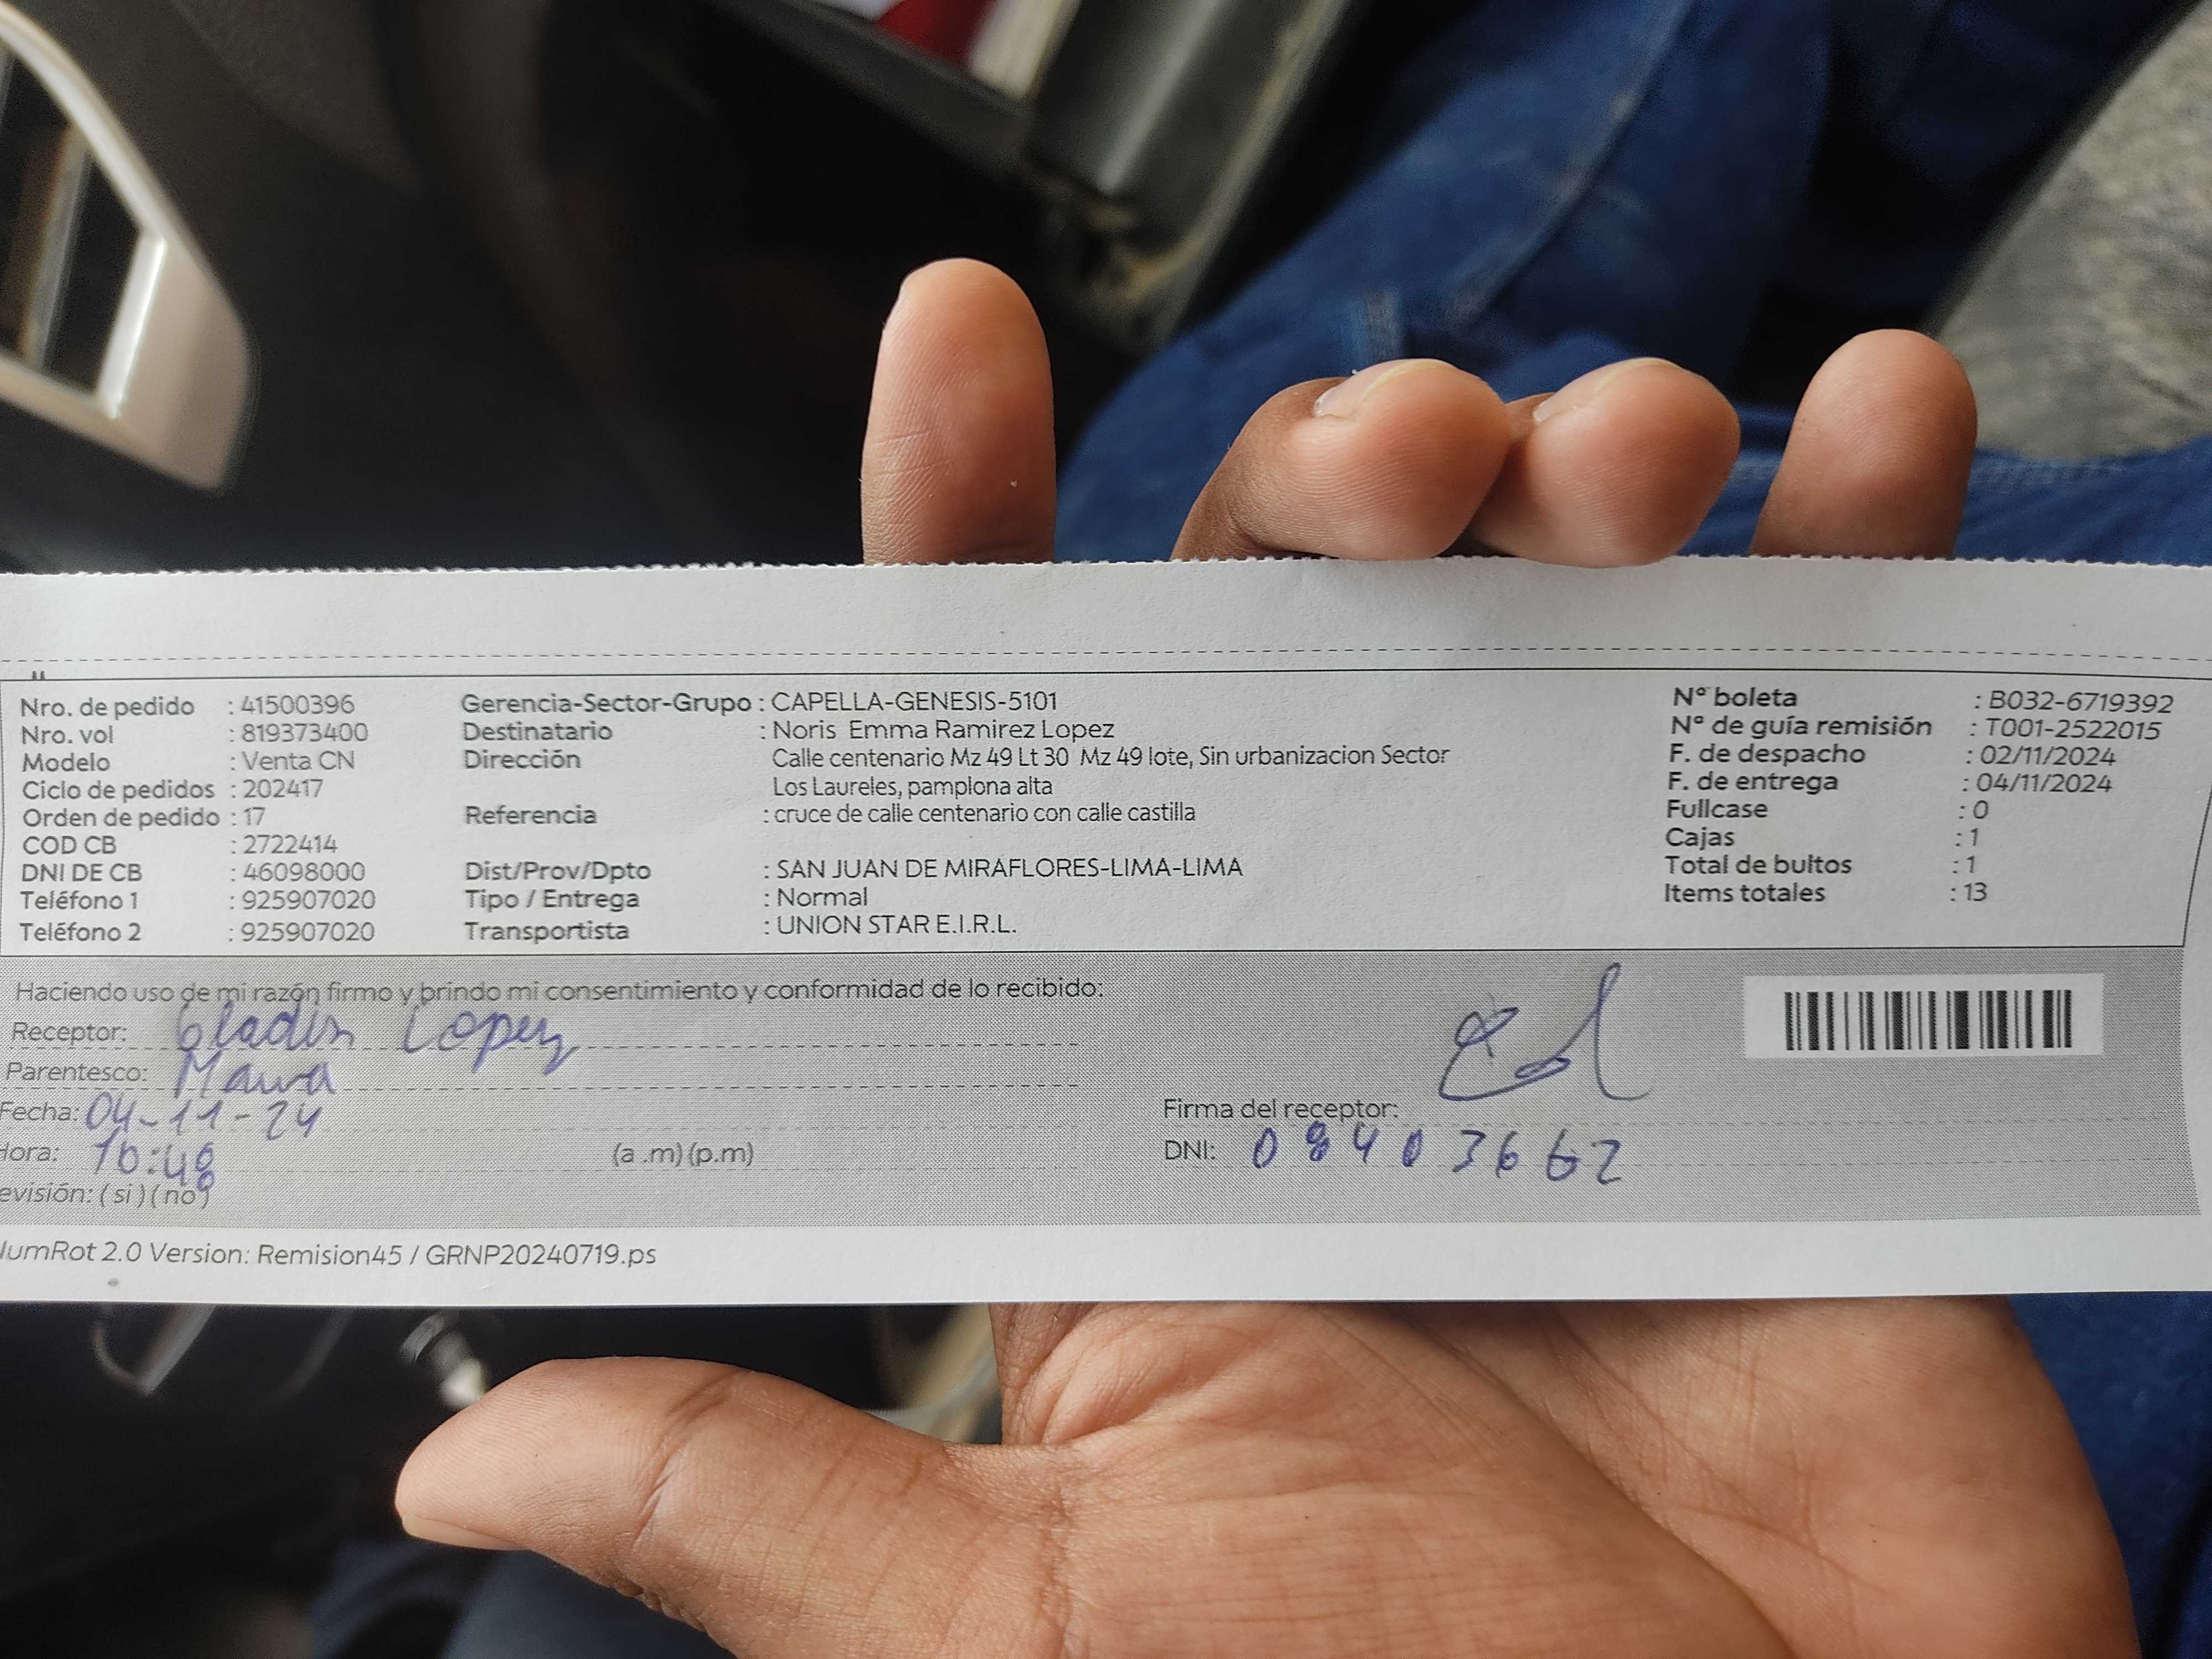 Nro. de pedido : 41500396
Nro. vol : 819373400
Modelo : Venta CN
Ciclo de pedidos : 202417
Orden de pedido : 17
COD CB : 2722414
DNI DE CB : 46098000
Teléfono 1 : 925907020
Teléfono 2 : 925907020
Gerencia-Sector-Grupo : CAPELLA-GENESIS-5101
Destinatario : Noris Emma Ramirez Lopez
Dirección Calle centenario Mz 49 Lt 30 Mz 49 lote, Sin urbanizacion Sector
Los Laureles, pamplona alta
Referencia : cruce de calle centenario con calle castilla
Dist/Prov/Dpto : SAN JUAN DE MIRAFLORES-LIMA-LIMA
Tipo / Entrega : Normal
Transportista : UNION STAR E.I.R.L.
N° boleta : B032-6719392
N° de guía remisión : T001-2522015
F. de despacho : 02/11/2024
F. de entrega : 04/11/2024
Fullcase : 0
Cajas : 1
Total de bultos : 1
Items totales : 13
Haciendo uso de mi razón firmo y brindo mi consentimiento y conformidad de lo recibido:
Receptor: Gladis Lopez
Parentesco:
Fecha: 04-11-24
Hora: 16:48 (a .m) (p.m)
evisión: ( si ) ( no )
Firma del receptor:
DNI: 08403662
lumRot 2.0 Version: Remision45 / GRNP20240719.ps